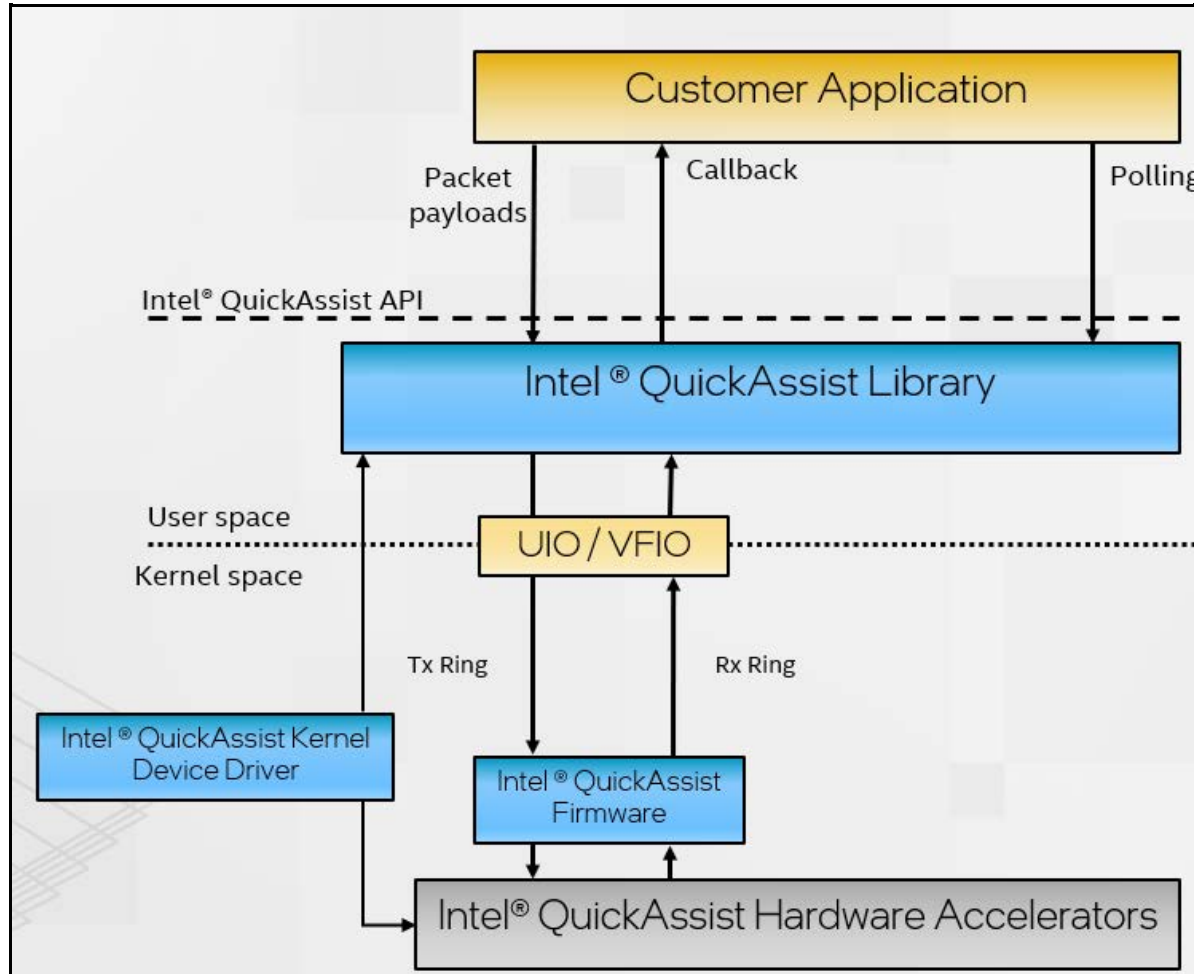 Customer Application
Packet
payloads
Callback
Polling
Intel® QuickAssist API
Intel ® QuickAssist Library
User space
UIO / VFIO
Kernel space
Tx Ring
Rx Ring
Intel ® QuickAssist Kernel
Device Driver
Intel ® QuickAssist
Firmware
Intel® QuickAssist Hardware Accelerators